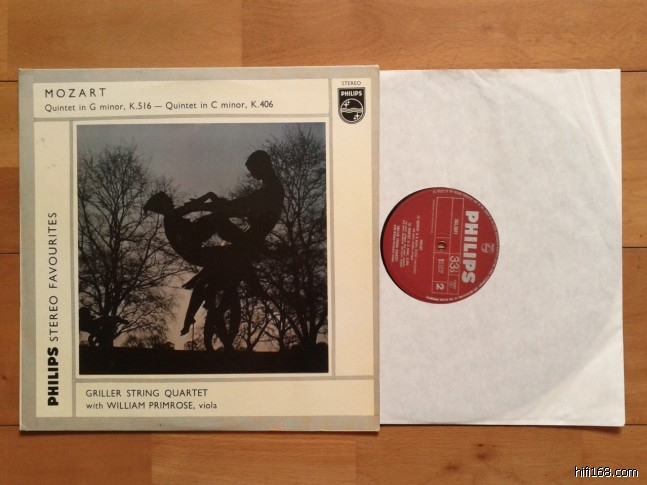 MOZART
Quintet in G minor, K.516 — Quintet in C minor, K.406
STEREO
PHILIPS
PHILIPS STEREO FAVOURITES
GRILLER STRING QUARTET
with WILLIAM PRIMROSE, viola
PHILIPS
33⅓
2
hifi168.com